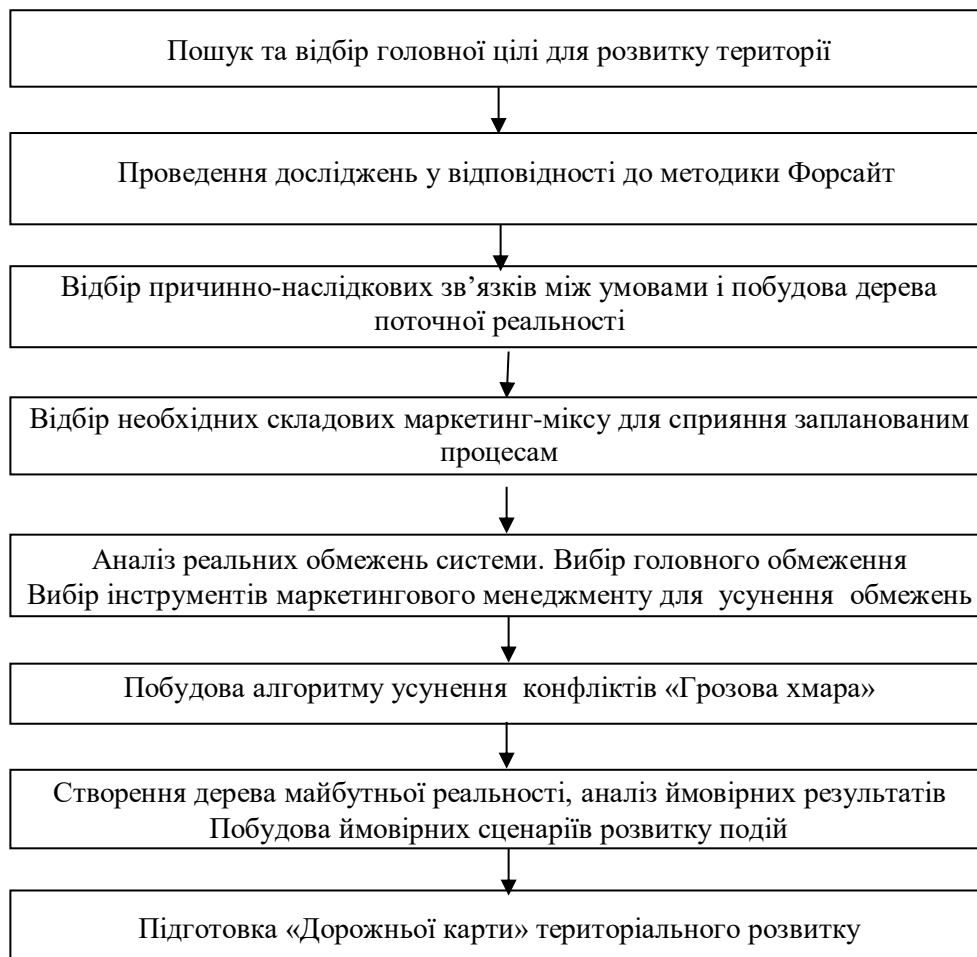 Пошук та відбір головної цілі для розвитку території
Проведення досліджень у відповідності до методики Форсайт
Відбір причинно-наслідкових зв’язків між умовами і побудова дерева
поточної реальності
Відбір необхідних складових маркетинг-міксу для сприяння запланованим
процесам
Аналіз реальних обмежень системи. Вибір головного обмеження
Вибір інструментів маркетингового менеджменту для усунення обмежень
Побудова алгоритму усунення конфліктів «Грозова хмара»
Створення дерева майбутньої реальності, аналіз ймовірних результатів
Побудова ймовірних сценаріїв розвитку подій
Підготовка «Дорожньої карти» територіального розвитку